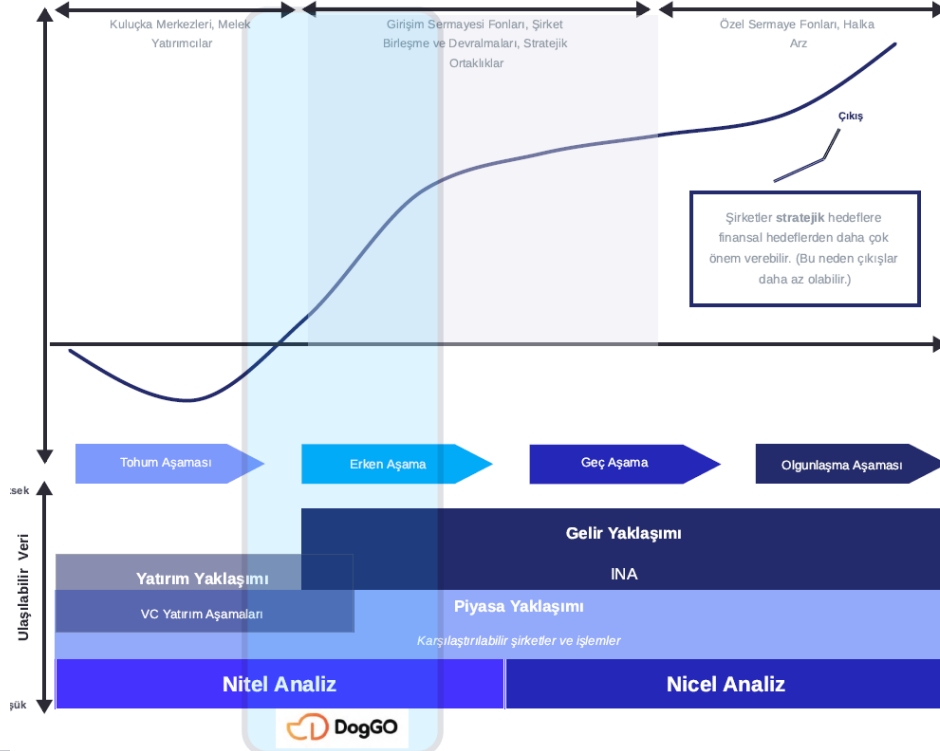 Kuluçka Merkezleri, Melek
Yatırımcılar
Girişim Sermayesi Fonları, Şirket
Birleşme ve Devralmaları, Stratejik
Ortaklıklar
Özel Sermaye Fonları, Halka
Arz
Çıkış
Şirketler stratejik hedeflere
finansal hedeflerden daha çok
önem verebilir. (Bu neden çıkışlar
daha az olabilir.)
Tohum Aşaması
Erken Aşama
Geç Aşama
Olgunlaşma Aşaması
Ulaşılabilir Veri
Gelir Yaklaşımı
INA
Yatırım Yaklaşımı
VC Yatırım Aşamaları
Piyasa Yaklaşımı
Karşılaştırılabilir şirketler ve işlemler
Nitel Analiz
Nicel Analiz
DogGO